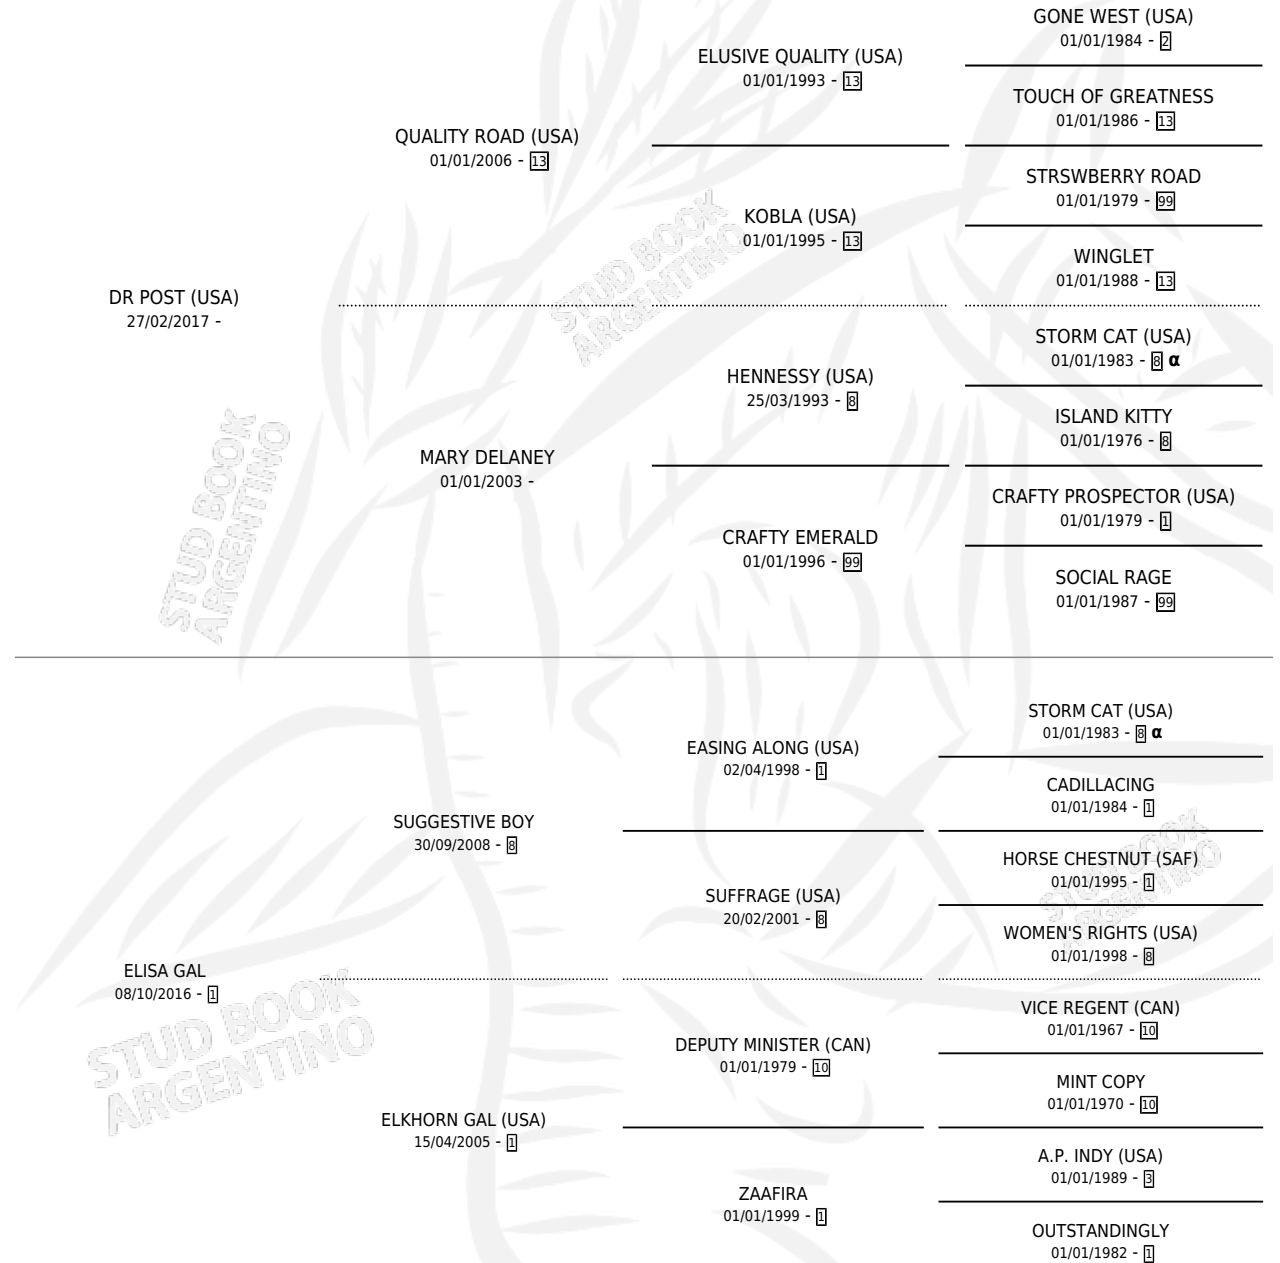 GONE WEST (USA)
01/01/1984 - 2
ELUSIVE QUALITY (USA)
01/01/1993 - 13
TOUCH OF GREATNESS
01/01/1986 - 13
QUALITY ROAD (USA)
01/01/2006 - 13
STRSWBERRY ROAD
01/01/1979 - 99
KOBLA (USA)
01/01/1995 - 13
WINGLET
01/01/1988 - 13
DR POST (USA)
27/02/2017 -
STORM CAT (USA)
01/01/1983 - 8 α
HENNESSY (USA)
25/03/1993 - 8
ISLAND KITTY
01/01/1976 - 8
MARY DELANEY
01/01/2003 -
CRAFTY PROSPECTOR (USA)
01/01/1979 - 1
CRAFTY EMERALD
01/01/1996 - 99
SOCIAL RAGE
01/01/1987 - 99
STORM CAT (USA)
01/01/1983 - 8 α
EASING ALONG (USA)
02/04/1998 - 1
CADILLACING
01/01/1984 - 1
SUGGESTIVE BOY
30/09/2008 - 8
HORSE CHESTNUT (SAF)
01/01/1995 - 1
SUFFRAGE (USA)
20/02/2001 - 8
WOMEN'S RIGHTS (USA)
01/01/1998 - 8
ELISA GAL
08/10/2016 - 1
VICE REGENT (CAN)
01/01/1967 - 10
DEPUTY MINISTER (CAN)
01/01/1979 - 10
MINT COPY
01/01/1970 - 10
ELKHORN GAL (USA)
15/04/2005 - 1
A.P. INDY (USA)
01/01/1989 - 3
ZAAFIRA
01/01/1999 - 1
OUTSTANDINGLY
01/01/1982 - 1
STUD BOOK
ARGENTINO
STUD BOOK
ARGENTINO
STUD BOOK
ARGENTINO
STUD BOOK
ARGENTINO